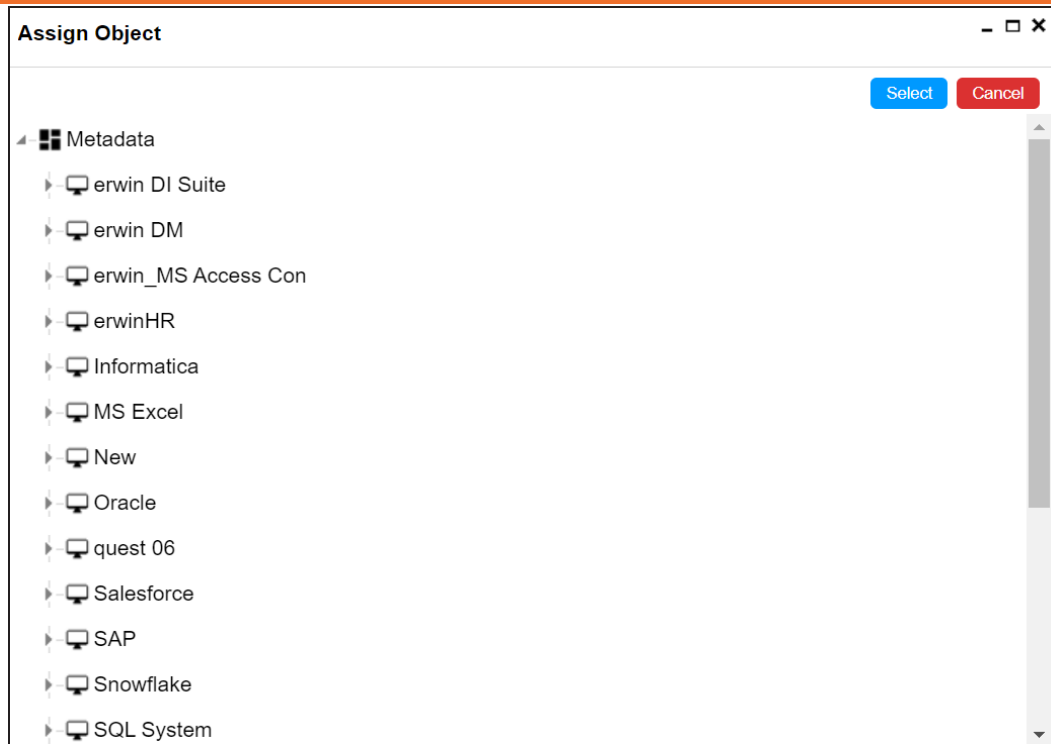 Assign Object
Select Cancel
Metadata
erwin DI Suite
erwin DM
erwin_MS Access Con
erwinHR
Informatica
MS Excel
New
Oracle
quest 06
Salesforce
SAP
Snowflake
SQL System